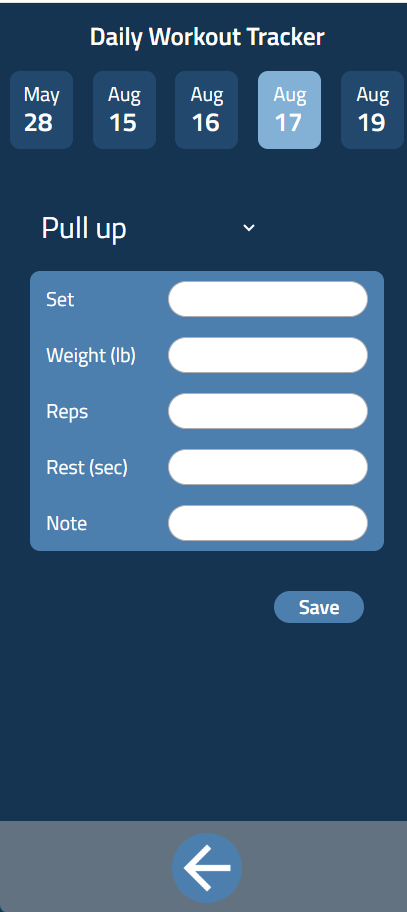 Daily Workout Tracker
May Aug Aug Aug Aug
28 15 16 17 19
Pull up
Set
Weight (lb)
Reps
Rest (sec)
Note
Save